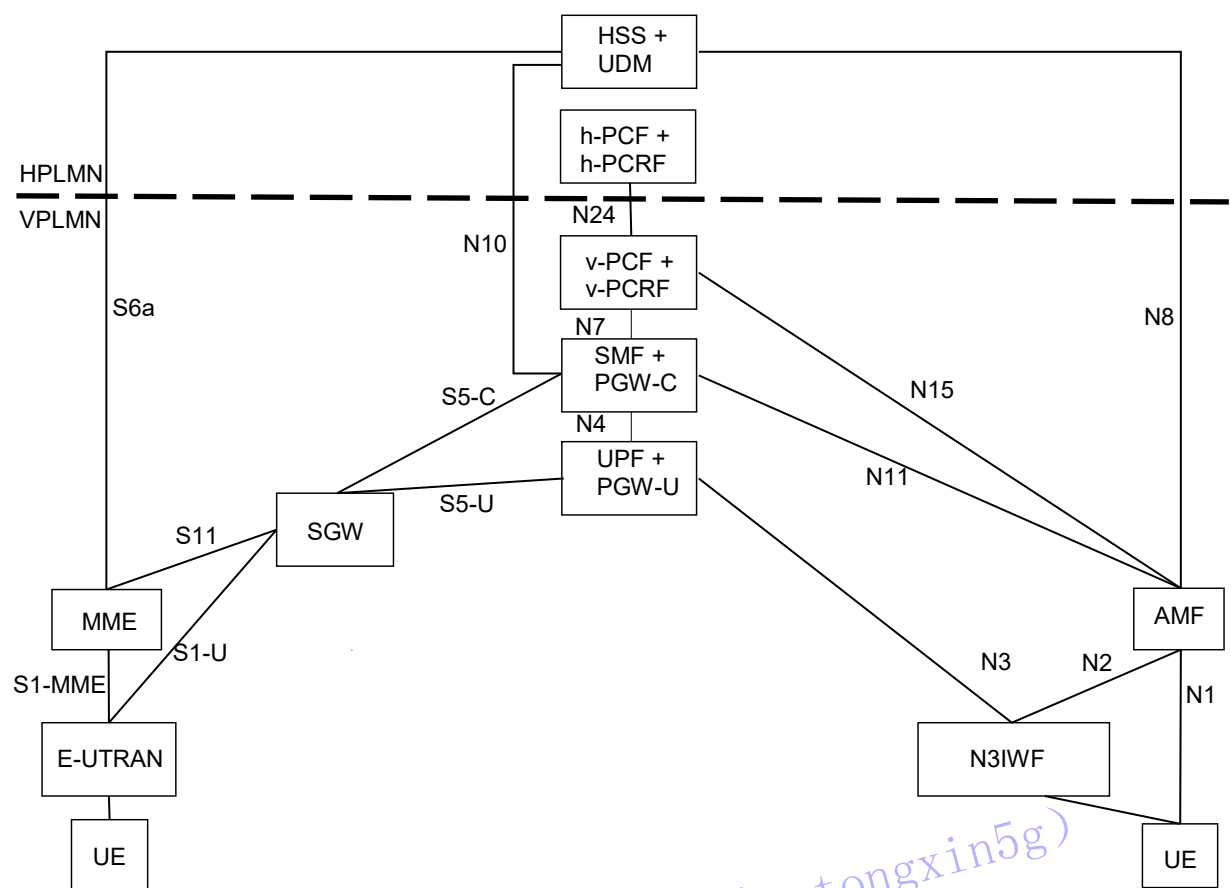 HSS +
UDM
h-PCF +
h-PCRF
HPLMN
VPLMN
N24
N10
v-PCF +
v-PCRF
S6a
N8
N7
SMF +
PGW-C
N15
S5-C
N4
N11
UPF +
PGW-U
S5-U
SGW
S11
MME
AMF
S1-U
N3
N2
S1-MME
N1
E-UTRAN
N3IWF
UE
UE
tongxin5g)